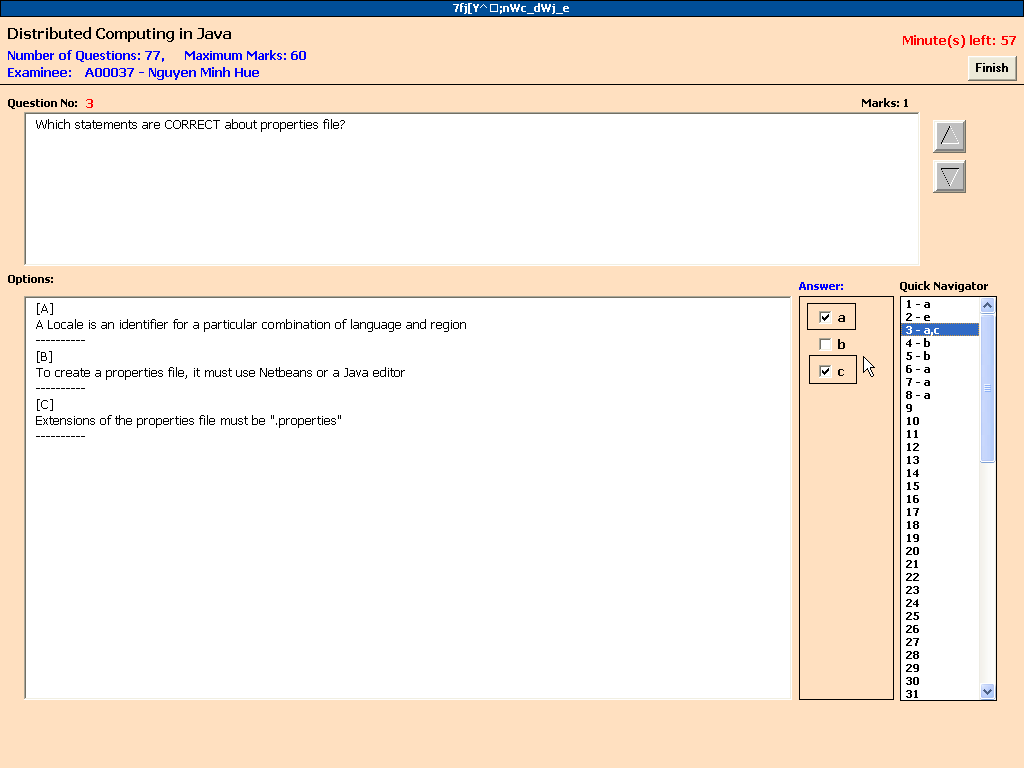 7fj[Y^□;nWc_dWj_e
Distributed Computing in Java
Number of Questions: 77, Maximum Marks: 60
Minute(s) left: 57
Examinee: A00037 - Nguyen Minh Hue
Finish
Question No: 3
Marks: 1
Which statements are CORRECT about properties file?
Options:
[A]
A Locale is an identifier for a particular combination of language and region
----------
[B]
To create a properties file, it must use Netbeans or a Java editor
----------
[C]
Extensions of the properties file must be ".properties"
----------
Answer:
a
b
c
Quick Navigator
1 - a
2 - e
3 - a,c
4 - b
5 - b
6 - a
7 - a
8 - a
9
10
11
12
13
14
15
16
17
18
19
20
21
22
23
24
25
26
27
28
29
30
31